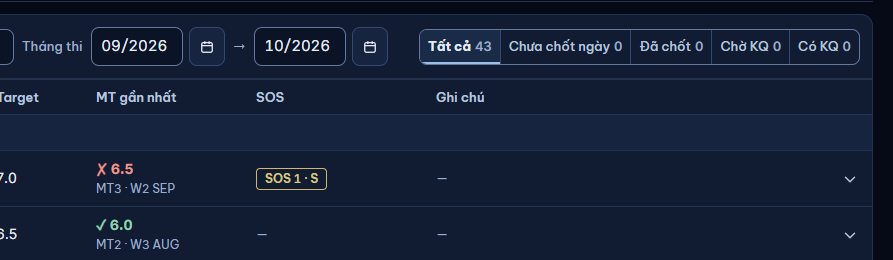 Tháng thi 09/2026 → 10/2026 Tất cả 43 Chưa chốt ngày 0 Đã chốt 0 Chờ KQ 0 Có KQ 0
Target MT gần nhất SOS Ghi chú
7.0 ✗ 6.5 SOS 1 · S —
MT3 · W2 SEP
6.5 ✓ 6.0 — —
MT2 · W3 AUG